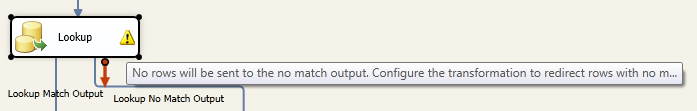 Lookup
No rows will be sent to the no match output. Configure the transformation to redirect rows with no m...
Lookup Match Output
Lookup No Match Output